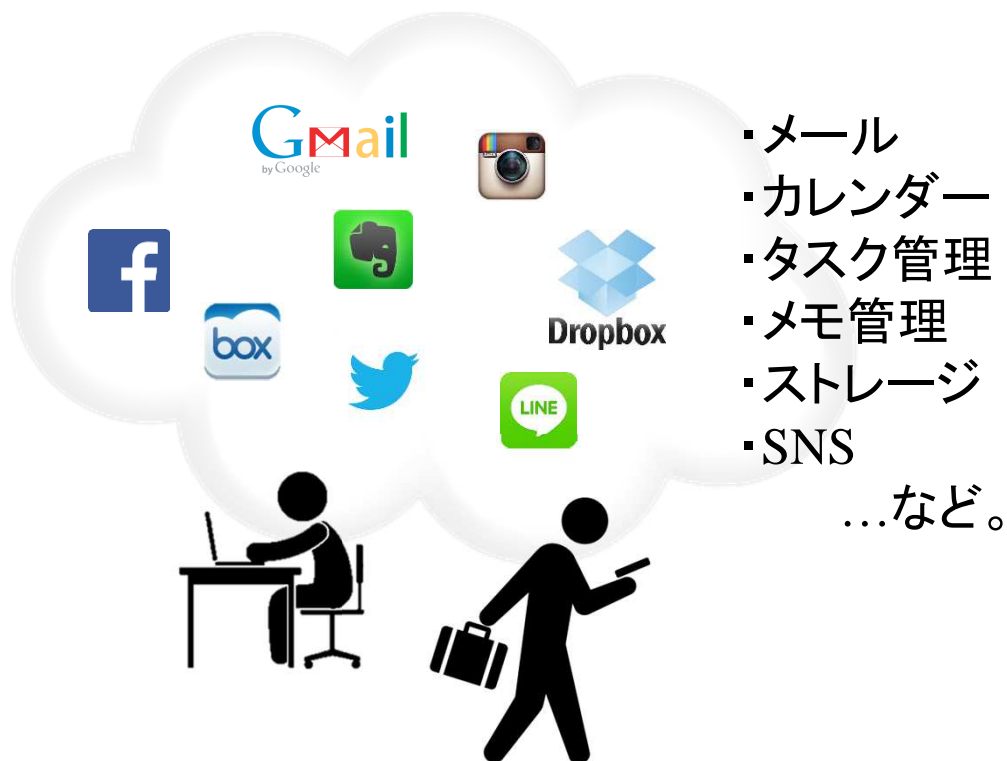 Gmail
by Google
box
Dropbox
LINE
・メール
・カレンダー
・タスク管理
・メモ管理
・ストレージ
・SNS
…など。